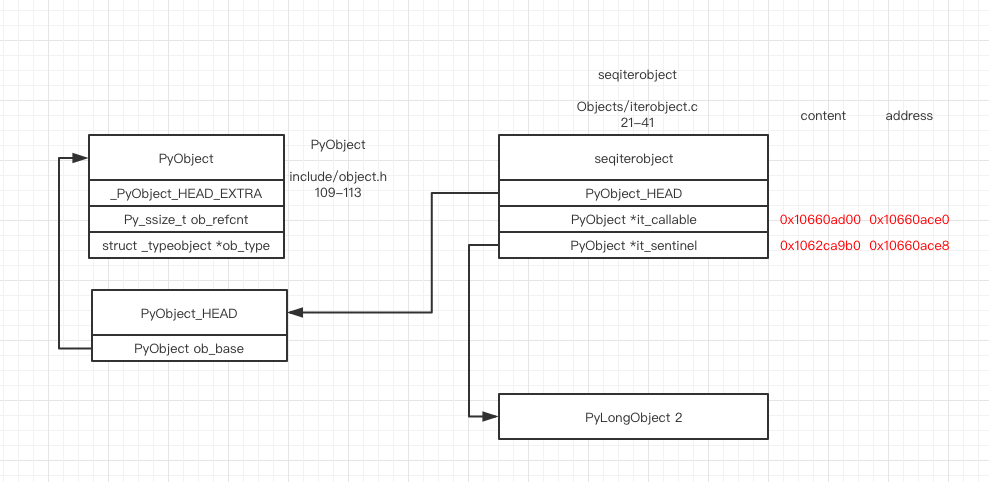 seqiterobject
Objects/iterobject.c
21-41
content
address
PyObject
PyObject
include/object.h
109-113
_PyObject_HEAD_EXTRA
Py_ssize_t ob_refcnt
struct _typeobject *ob_type
seqiterobject
PyObject_HEAD
PyObject *it_callable
0x10660ad00
0x10660ace0
PyObject *it_sentinel
0x1062ca9b0
0x10660ace8
PyObject_HEAD
PyObject ob_base
PyLongObject 2